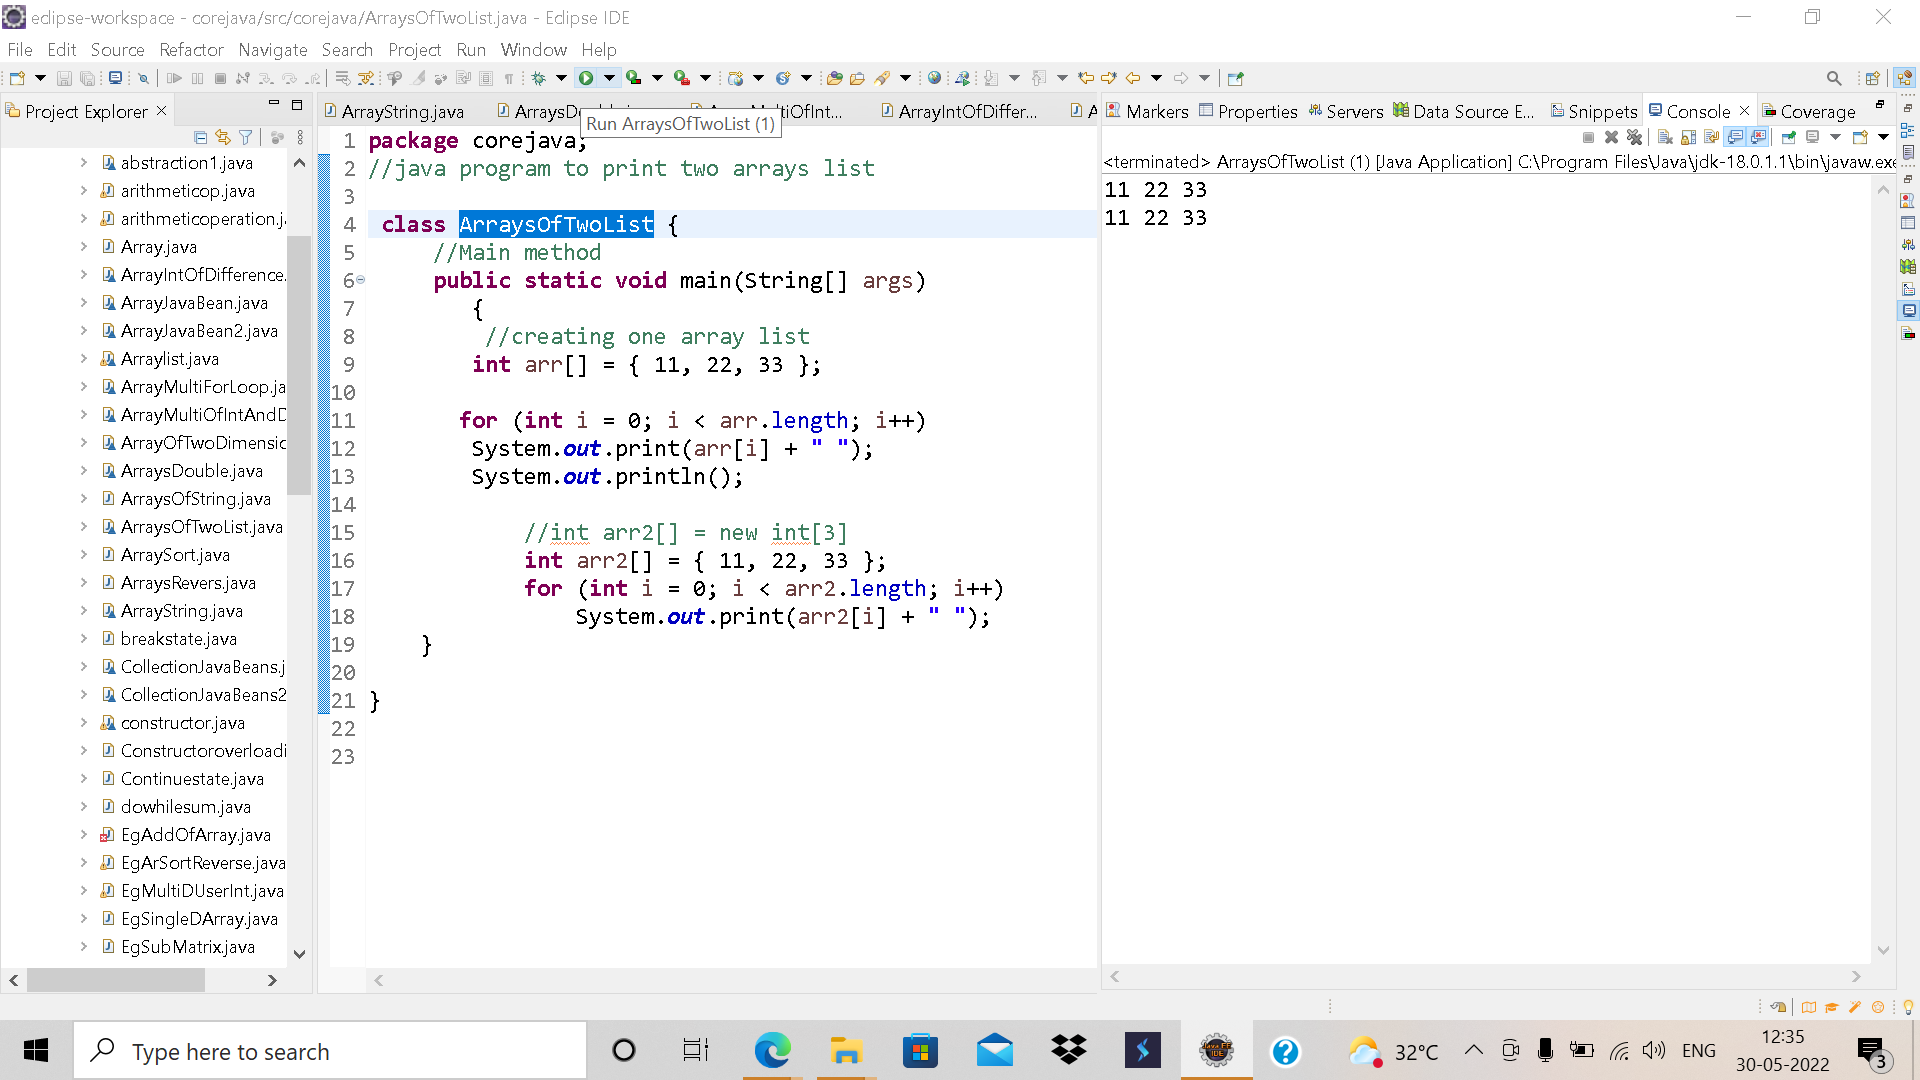 eclipse-workspace - corejava/src/corejava/ArraysOfTwoList.java - Eclipse IDE
File Edit Source Refactor Navigate Search Project Run Window Help
Project Explorer
abstraction1.java
arithmeticop.java
arithmeticoperation.j
Array.java
ArrayIntOfDifference.
ArrayJavaBean.java
ArrayJavaBean2.java
Arraylist.java
ArrayMultiForLoop.ja
ArrayMultiOfIntAndD
ArrayOfTwoDimensic
ArraysDouble.java
ArraysOfString.java
ArraysOfTwoList.java
ArraySort.java
ArraysRevers.java
ArrayString.java
breakstate.java
CollectionJavaBeans.j
CollectionJavaBeans2
constructor.java
Constructoroverloadi
Continuestate.java
dowhilesum.java
EgAddOfArray.java
EgArSortReverse.java
EgMultiDUserInt.java
EgSingleDArray.java
EgSubMatrix.java
ArrayString.java ArraysD MultiOfInt... ArrayIntOfDiffer... A
Run ArraysOfTwoList (1)
1 package corejava;
2 //java program to print two arrays list
3
4 class ArraysOfTwoList {
5 //Main method
6 public static void main(String[] args)
7 {
8 //creating one array list
9 int arr[] = { 11, 22, 33 };
10
11 for (int i = 0; i < arr.length; i++)
12 System.out.print(arr[i] + " ");
13 System.out.println();
14
15 //int arr2[] = new int[3]
16 int arr2[] = { 11, 22, 33 };
17 for (int i = 0; i < arr2.length; i++)
18 System.out.print(arr2[i] + " ");
19 }
20
21 }
22
23
Markers Properties Servers Data Source E... Snippets Console Coverage
<terminated> ArraysOfTwoList (1) [Java Application] C:\Program Files\Java\jdk-18.0.1.1\bin\javaw.exe
11 22 33
11 22 33
Type here to search
32°C
ENG
12:35
30-05-2022
3